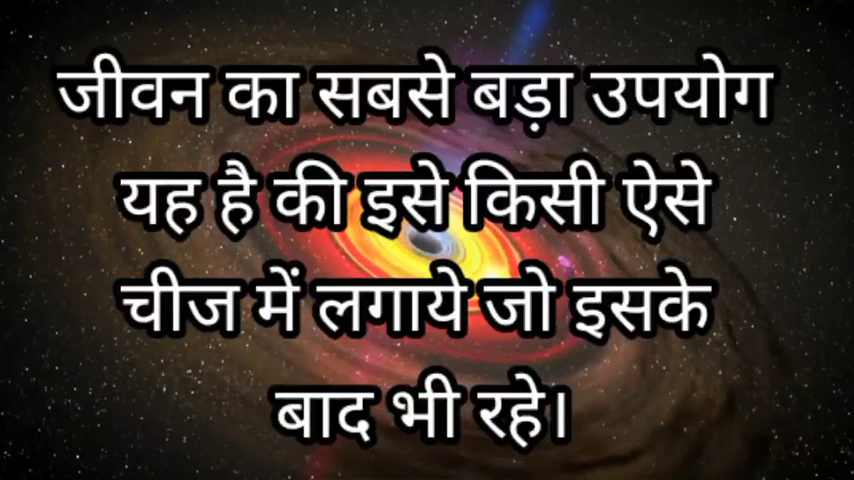 जीवन का सबसे बड़ा उपयोग
यह है की इसे किसी ऐसे
चीज में लगाये जो इसके
बाद भी रहे।